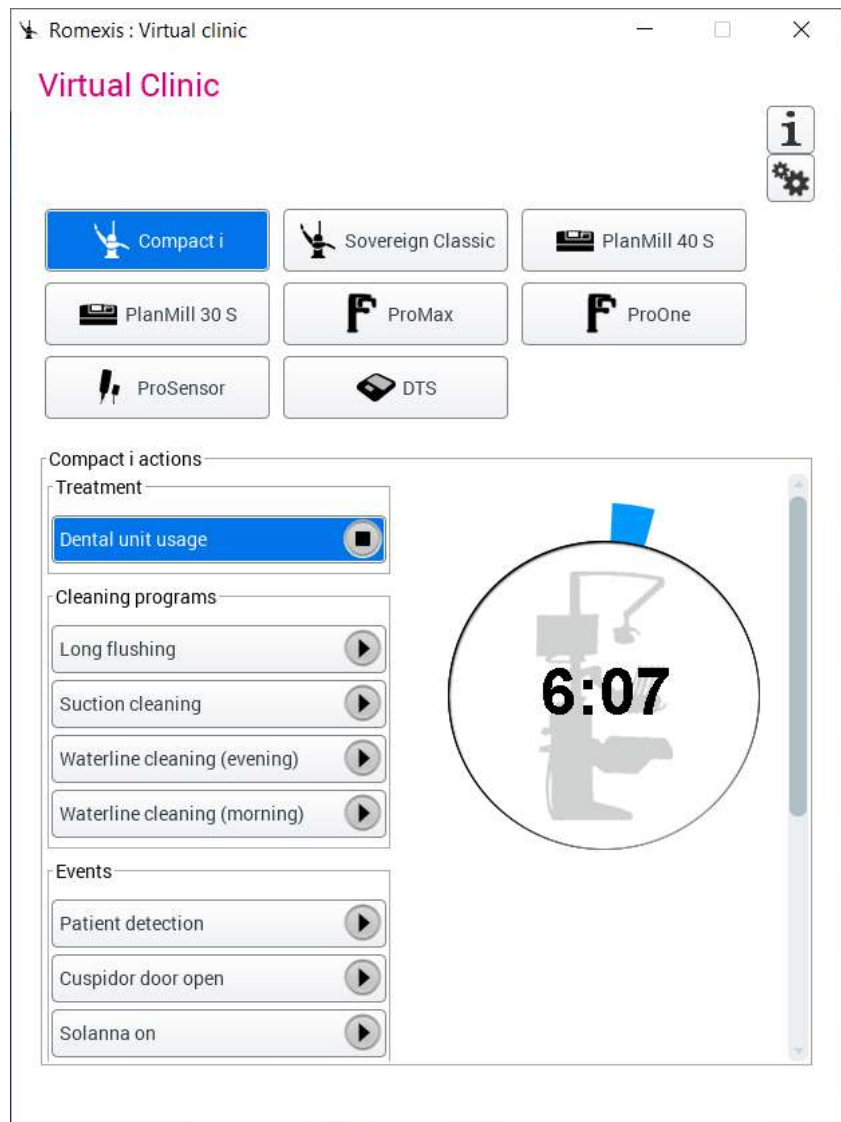 Romexis : Virtual clinic
Virtual Clinic
i
Compact i
Sovereign Classic
PlanMill 40 S
PlanMill 30 S
ProMax
ProOne
ProSensor
DTS
Compact i actions
Treatment
Dental unit usage
Cleaning programs
Long flushing
Suction cleaning
Waterline cleaning (evening)
Waterline cleaning (morning)
Events
Patient detection
Cuspidor door open
Solanna on
6:07